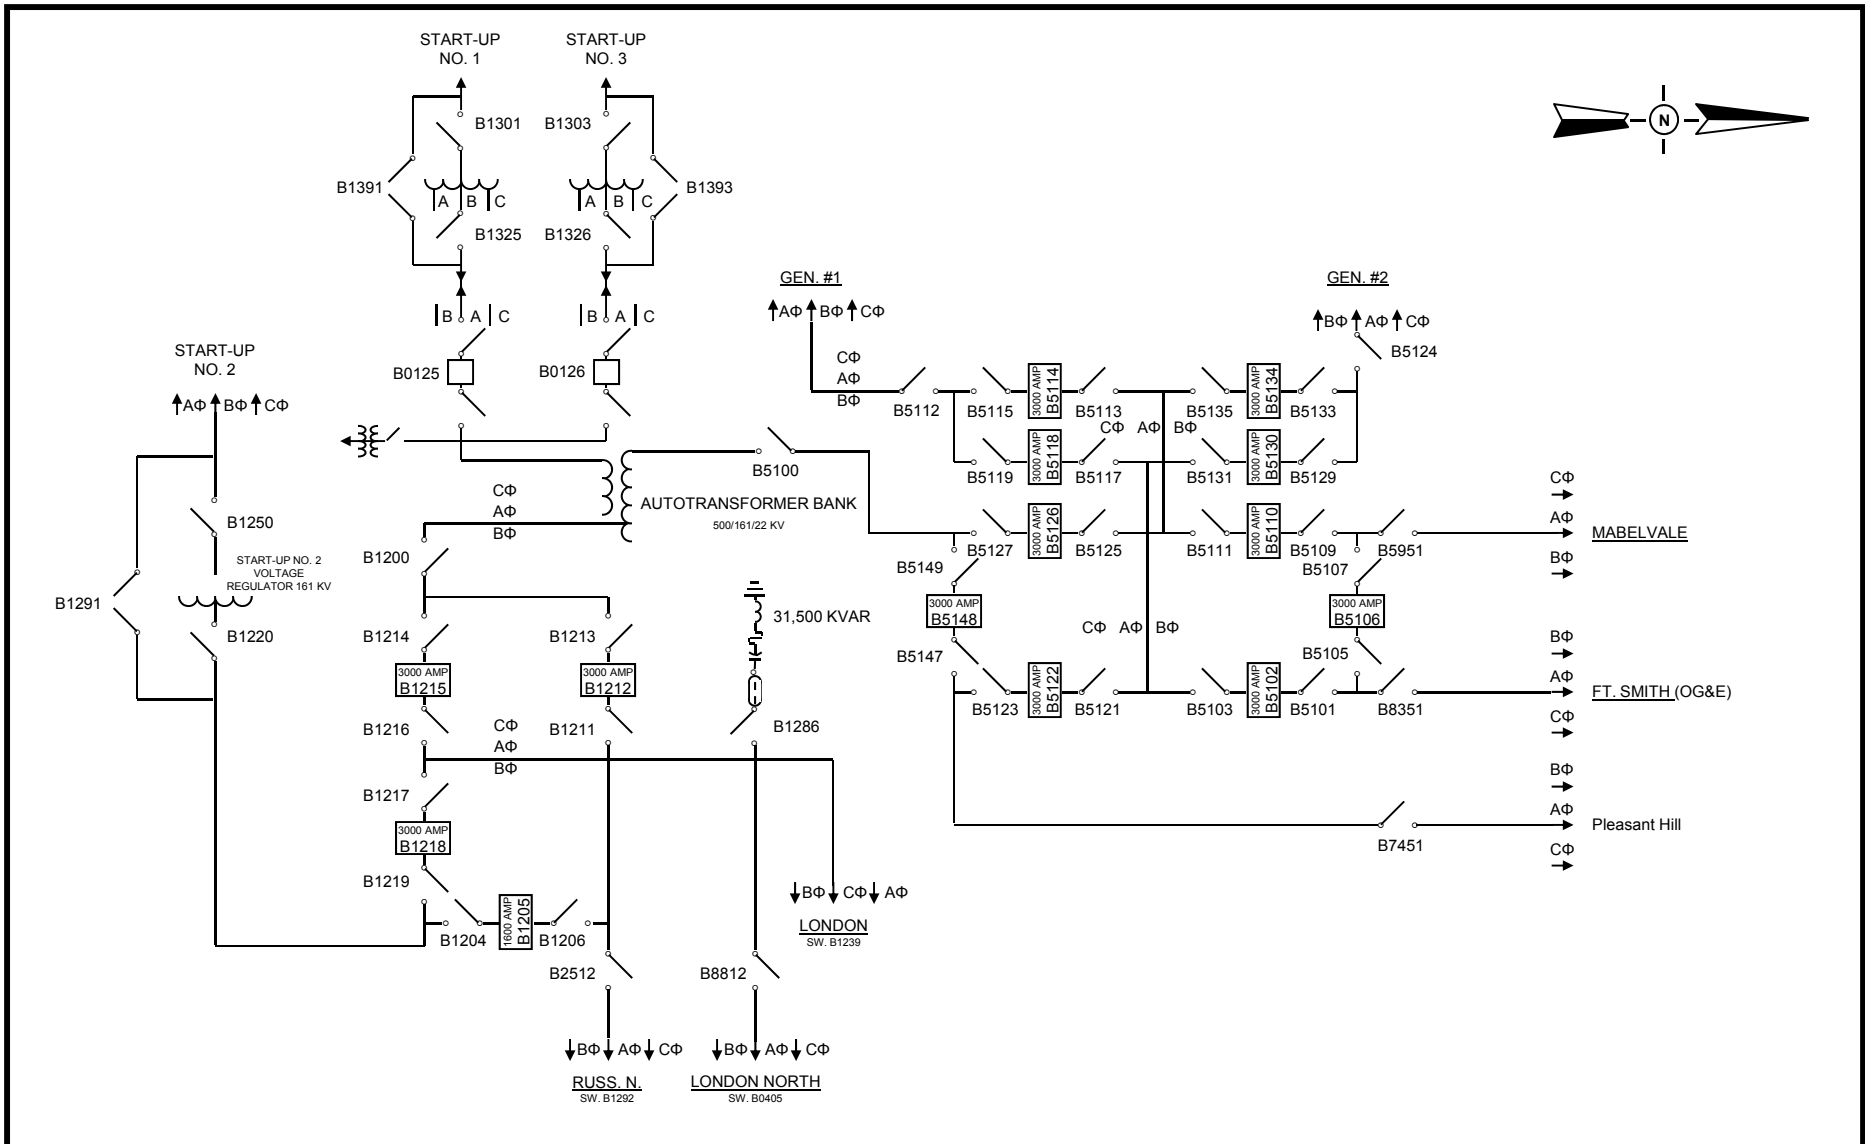 START-UP
NO. 1
START-UP
NO. 3
B1301
B1303
N
B1391
B1393
A B C
A B C
B1325
B1326
GEN. #1
GEN. #2
AΦ BΦ CΦ
BΦ AΦ CΦ
B A C
B A C
START-UP
NO. 2
B0125
B0126
CΦ
AΦ
BΦ
B5124
AΦ BΦ CΦ
3000 AMP
B5114
3000 AMP
B5134
B5112
B5115
B5113
B5135
B5133
CΦ AΦ BΦ
3000 AMP
B5118
3000 AMP
B5130
B5100
B5119
B5117
B5131
B5129
CΦ
AΦ
BΦ
AUTOTRANSFORMER BANK
500/161/22 KV
B1250
CΦ
AΦ
MABELVALE
BΦ
3000 AMP
B5126
3000 AMP
B5110
B5127
B5125
B5111
B5109
B5951
B1200
START-UP NO. 2
VOLTAGE
REGULATOR 161 KV
B5149
B5107
B1291
B1220
B1214
B1213
31,500 KVAR
3000 AMP
B5148
3000 AMP
B5106
CΦ AΦ BΦ
B5147
B5105
BΦ
AΦ
FT. SMITH (OG&E)
CΦ
3000 AMP
B1215
3000 AMP
B1212
3000 AMP
B5122
3000 AMP
B5102
B5123
B5121
B5103
B5101
B8351
B1216
CΦ
AΦ
BΦ
B1211
B1286
B1217
BΦ
AΦ
Pleasant Hill
CΦ
3000 AMP
B1218
B7451
B1219
BΦ CΦ AΦ
LONDON
SW. B1239
1600 AMP
B1205
B1204
B1206
B2512
B8812
BΦ AΦ CΦ
BΦ AΦ CΦ
RUSS. N.
SW. B1292
LONDON NORTH
SW. B0405